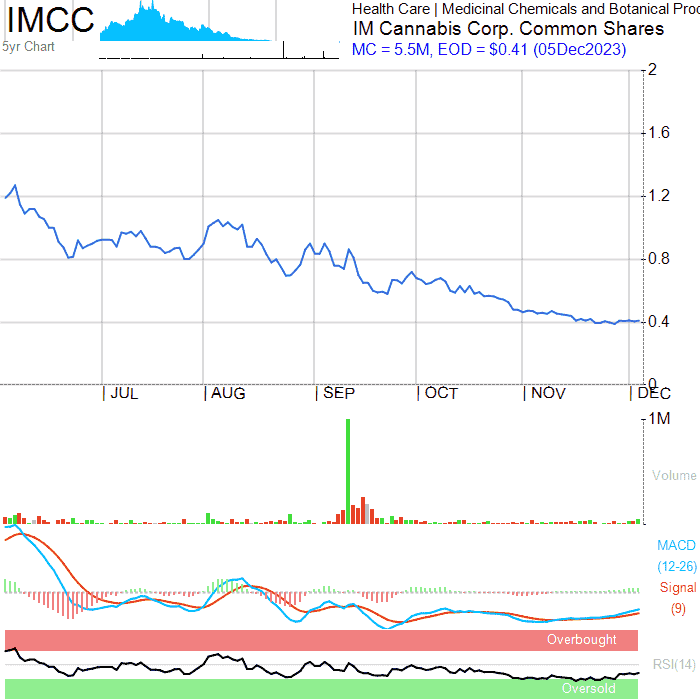 IMCC
5yr Chart
Health Care | Medicinal Chemicals and Botanical Proc
IM Cannabis Corp. Common Shares
MC = 5.5M, EOD = $0.41 (05Dec2023)
2
1.6
1.2
0.8
0.4
0
JUL AUG SEP OCT NOV DEC
1M
Volume
MACD
(12-26)
Signal
(9)
Overbought
RSI(14)
Oversold